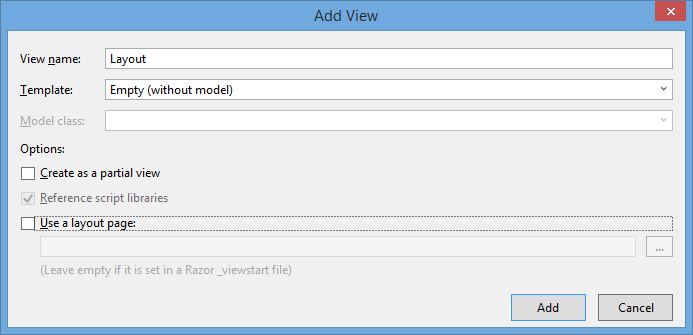 Add View
View name: Layout
Template: Empty (without model)
Model class:
Options:
Create as a partial view
Reference script libraries
Use a layout page:
...
(Leave empty if it is set in a Razor _viewstart file)
Add Cancel